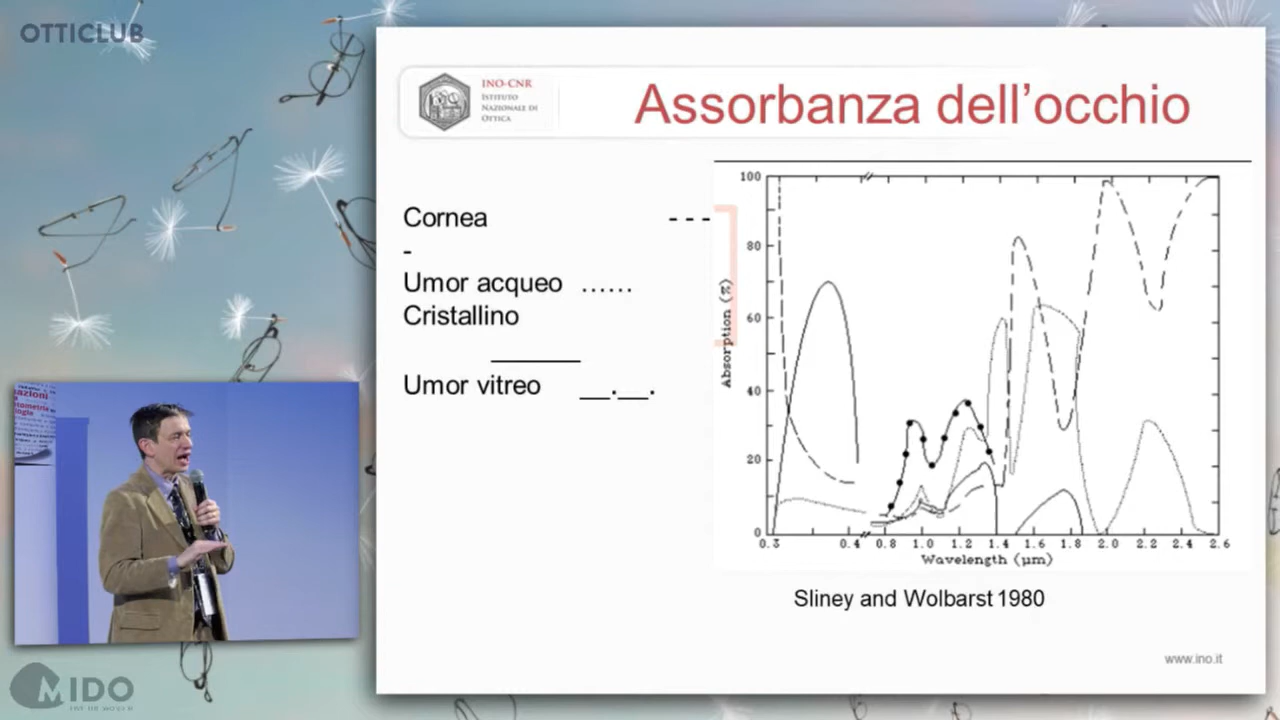 OTTICLUB
INO-CNR
ISTITUTO
NAZIONALE DI
OTTICA
Assorbanza dell'occhio
Cornea - - -
-
Umor acqueo ......
Cristallino
______
Umor vitreo __.__.
100
80
60
40
20
0
Absorption (%)
0.3 0.4 0.8 1.0 1.2 1.4 1.6 1.8 2.0 2.2 2.4 2.6
Wavelength (μm)
Sliney and Wolbarst 1980
www.ino.it
MIDO